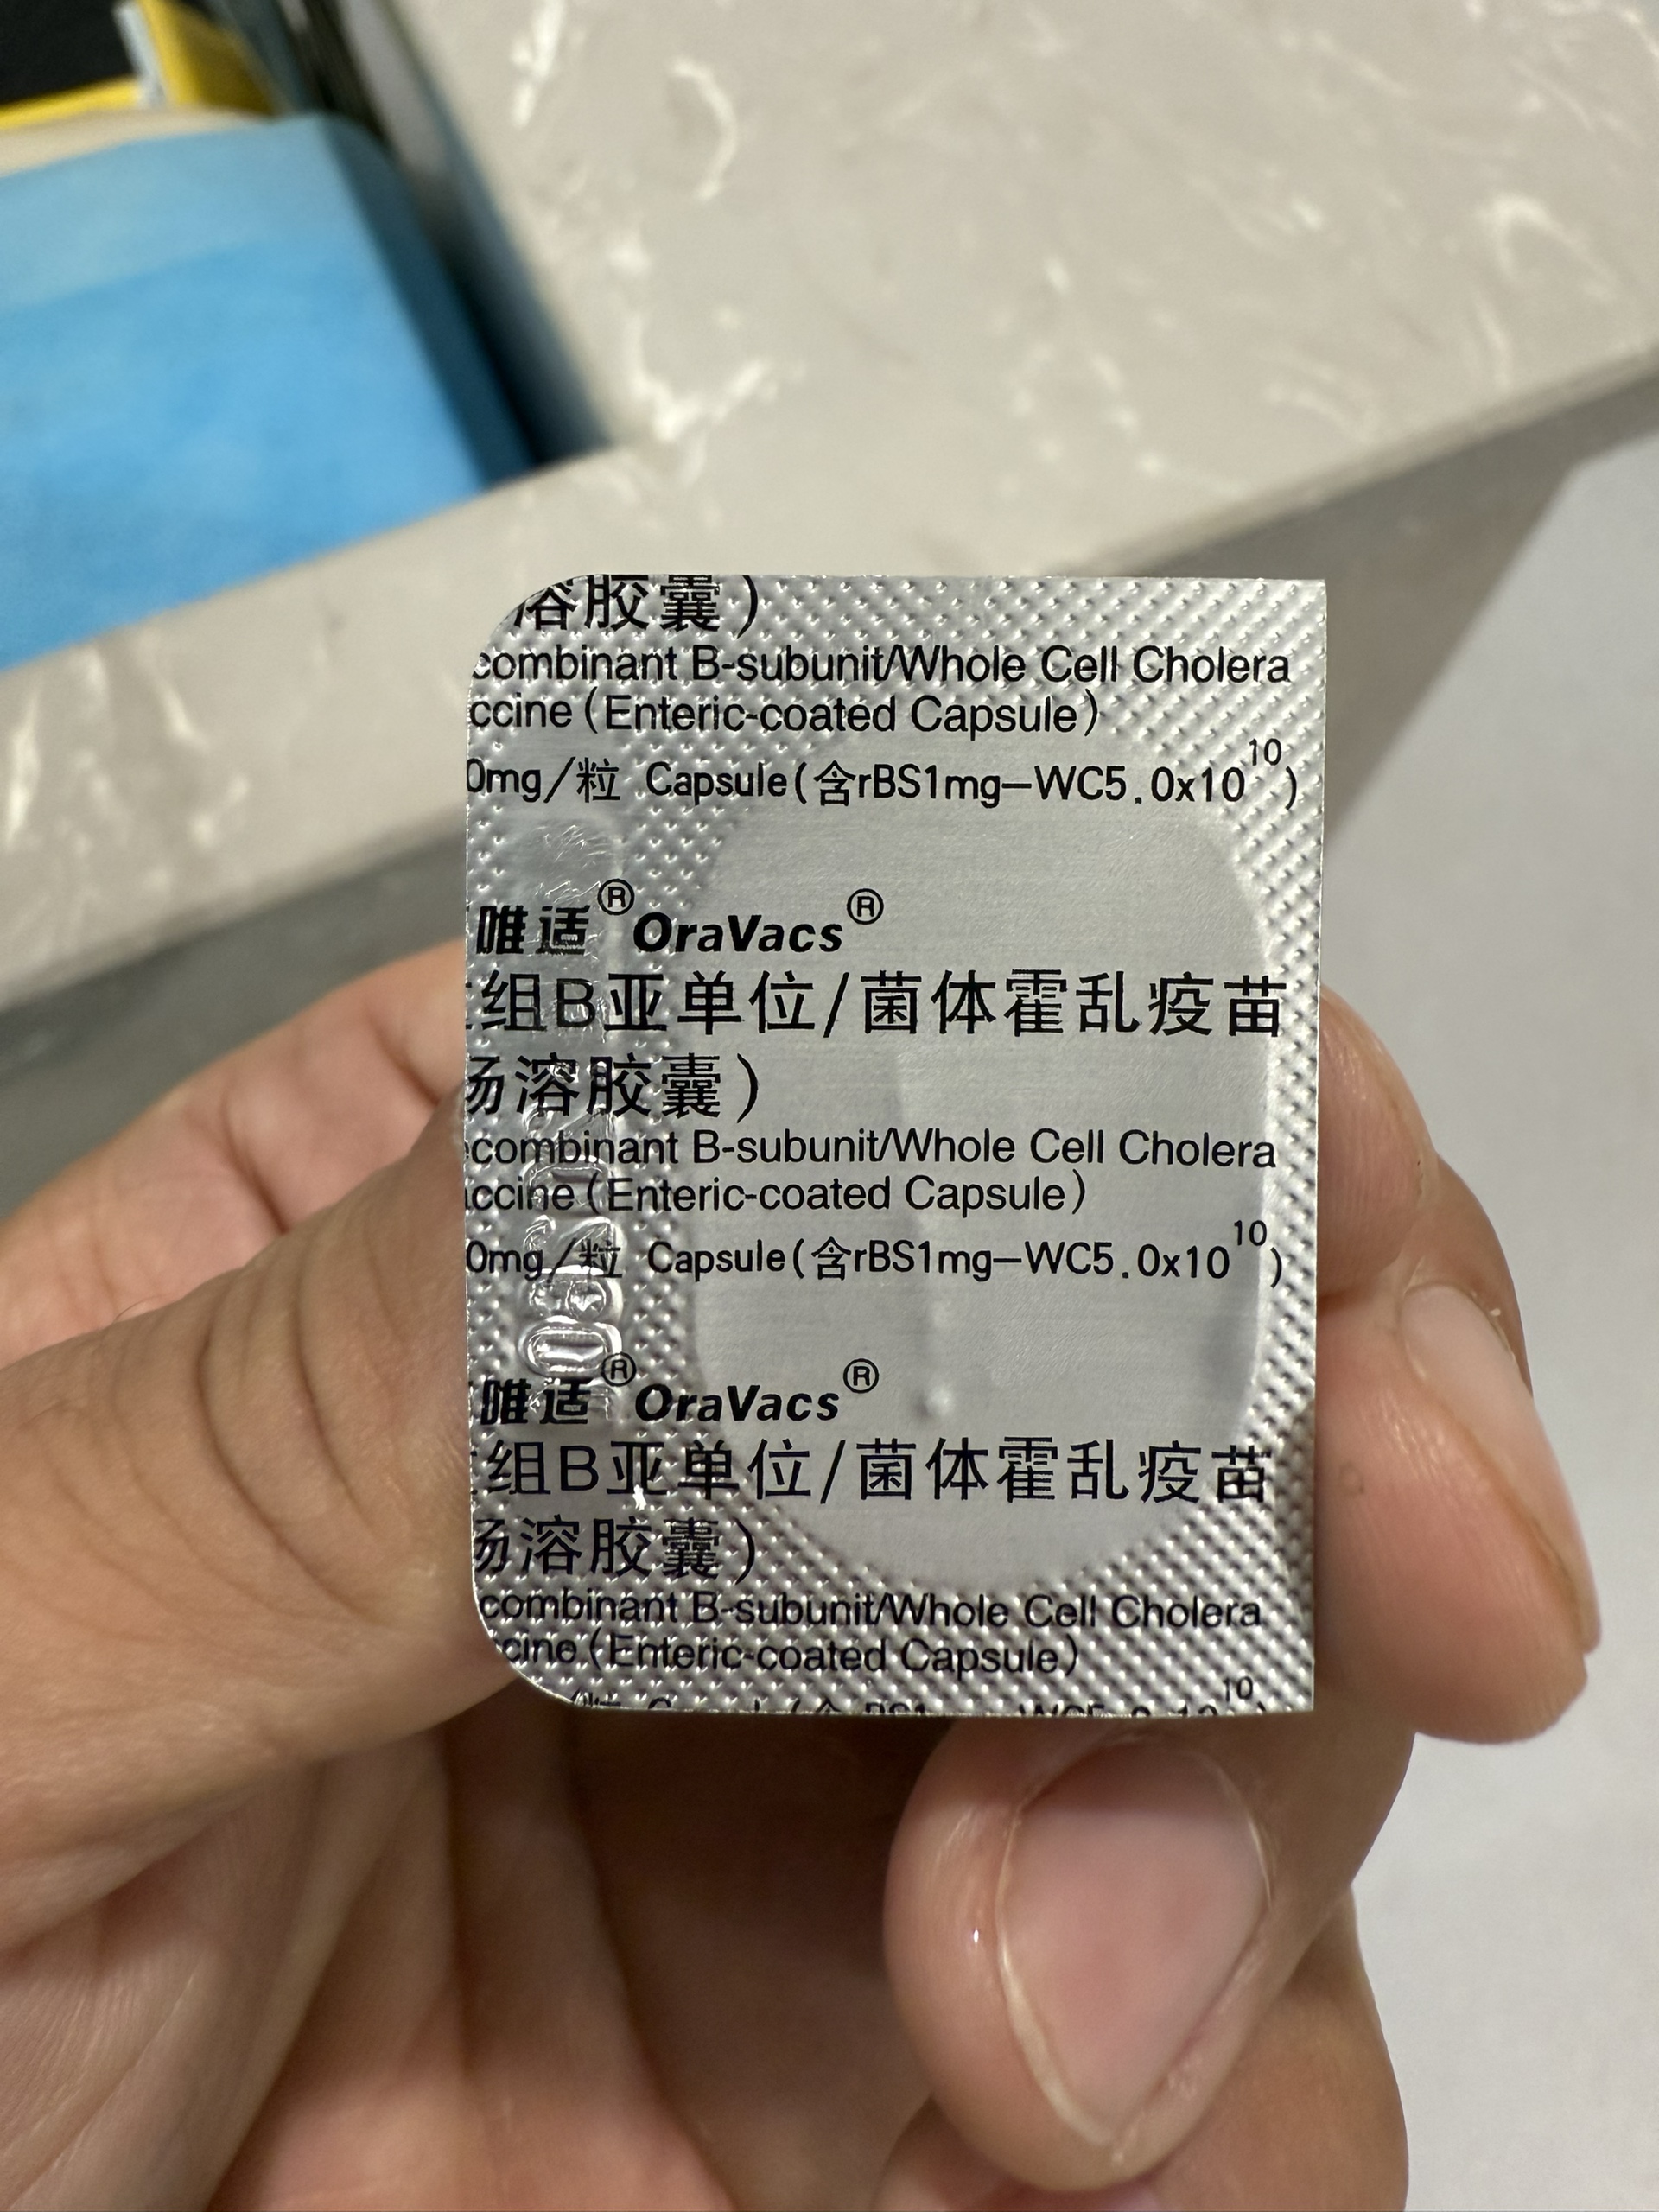 溶胶囊)
combinant B-subunit/Whole Cell Cholera
ccine (Enteric-coated Capsule)
0mg/粒 Capsule(含rBS1mg–WC5.0x10¹⁰)
唯适® OraVacs®
组B亚单位/菌体霍乱疫苗
溶胶囊)
combinant B-subunit/Whole Cell Cholera
ccine (Enteric-coated Capsule)
0mg/粒 Capsule(含rBS1mg–WC5.0x10¹⁰)
唯适® OraVacs®
组B亚单位/菌体霍乱疫苗
溶胶囊)
combinant B-subunit/Whole Cell Cholera
cine (Enteric-coated Capsule)